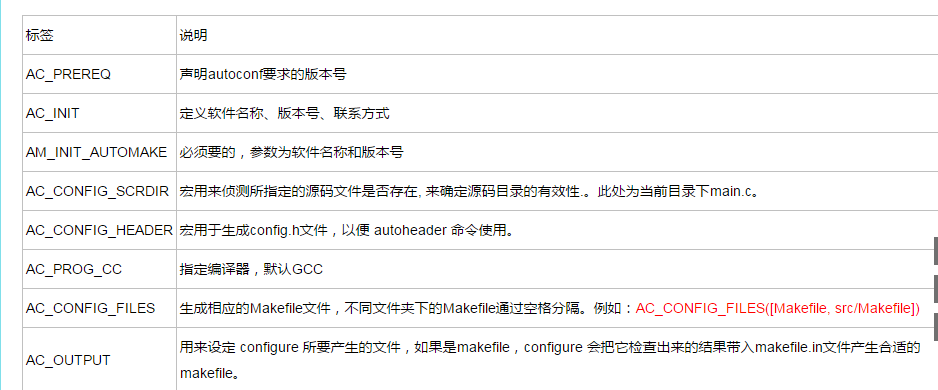 标签 说明
AC_PREREQ 声明autoconf要求的版本号
AC_INIT 定义软件名称、版本号、联系方式
AM_INIT_AUTOMAKE 必须要的，参数为软件名称和版本号
AC_CONFIG_SCRDIR 宏用来侦测所指定的源码文件是否存在, 来确定源码目录的有效性.。此处为当前目录下main.c。
AC_CONFIG_HEADER 宏用于生成config.h文件，以便 autoheader 命令使用。
AC_PROG_CC 指定编译器，默认GCC
AC_CONFIG_FILES 生成相应的Makefile文件，不同文件夹下的Makefile通过空格分隔。例如：AC_CONFIG_FILES([Makefile, src/Makefile])
AC_OUTPUT 用来设定 configure 所要产生的文件，如果是makefile，configure 会把它检查出来的结果带入makefile.in文件产生合适的
makefile。